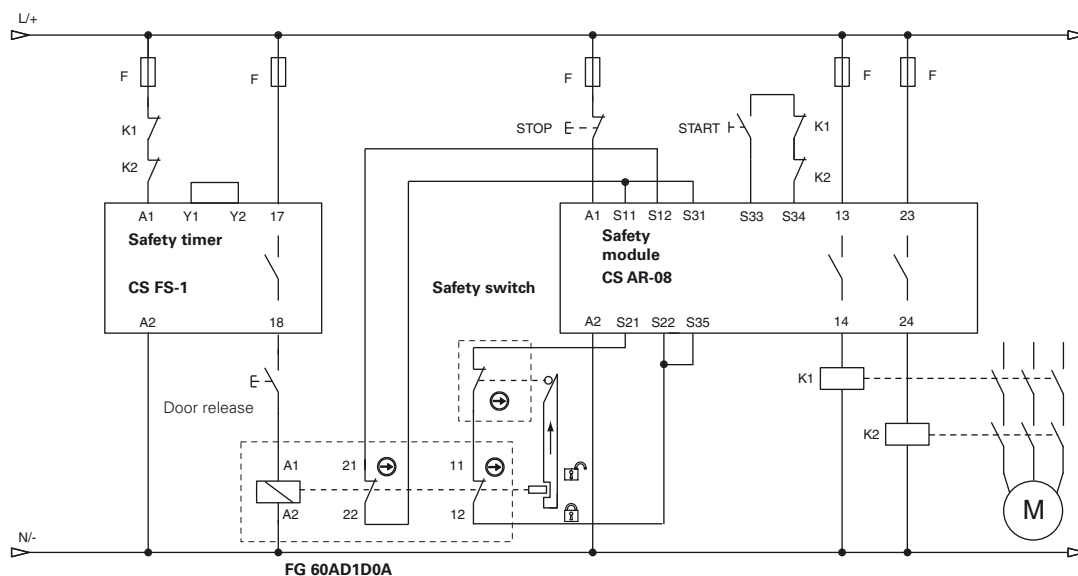 L/+
F
F
F
F
F
K1
K2
STOP
START
K1
K2
A1 Y1 Y2 17
A1 S11 S12 S31 S33 S34 13 23
Safety timer
CS FS-1
Safety
module
CS AR-08
Safety switch
A2 18
A2 S21 S22 S35 14 24
K1
K2
Door release
A1 21 11
A2 22 12
M
N/-
FG 60AD1D0A